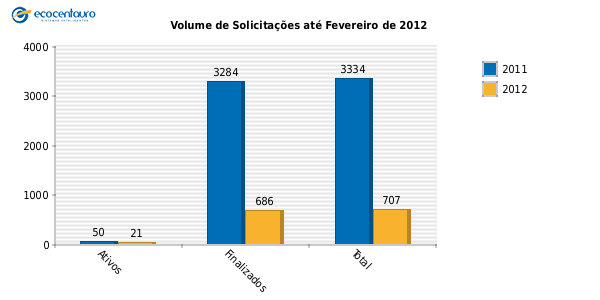 ecocentauro
Volume de Solicitações até Fevereiro de 2012
4000
3000
2000
1000
0
50
21
3284
686
3334
707
Ativos
Finalizados
Total
2011
2012